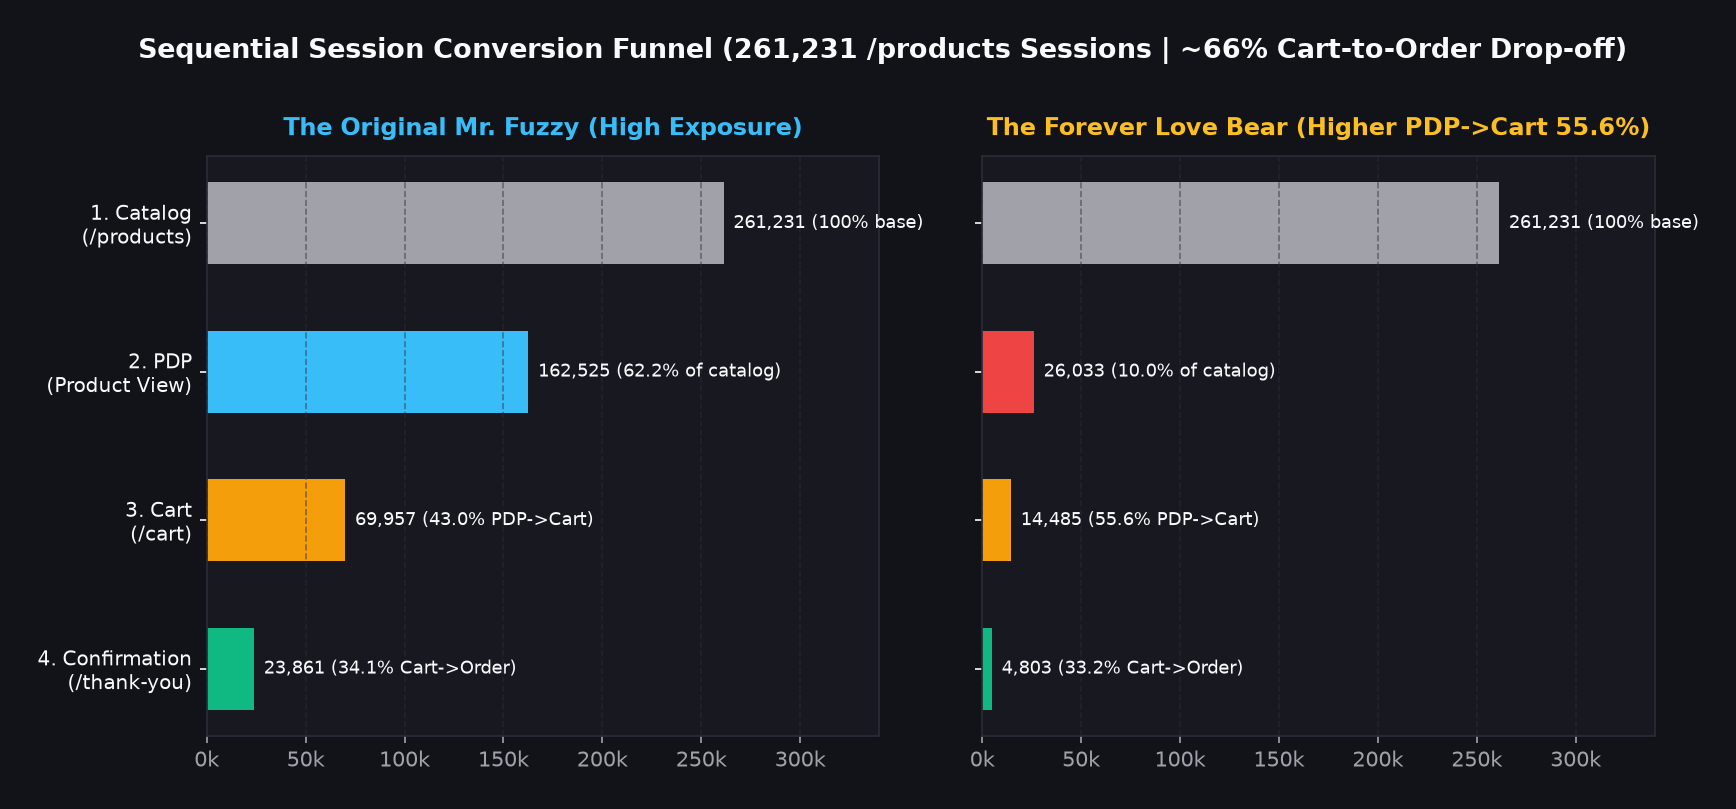 Sequential Session Conversion Funnel (261,231 /products Sessions | ~66% Cart-to-Order Drop-off)
The Original Mr. Fuzzy (High Exposure)
1. Catalog
(/products)
261,231 (100% base)
2. PDP
(Product View)
162,525 (62.2% of catalog)
3. Cart
(/cart)
69,957 (43.0% PDP->Cart)
4. Confirmation
(/thank-you)
23,861 (34.1% Cart->Order)
0k 50k 100k 150k 200k 250k 300k
The Forever Love Bear (Higher PDP->Cart 55.6%)
261,231 (100% base)
26,033 (10.0% of catalog)
14,485 (55.6% PDP->Cart)
4,803 (33.2% Cart->Order)
0k 50k 100k 150k 200k 250k 300k